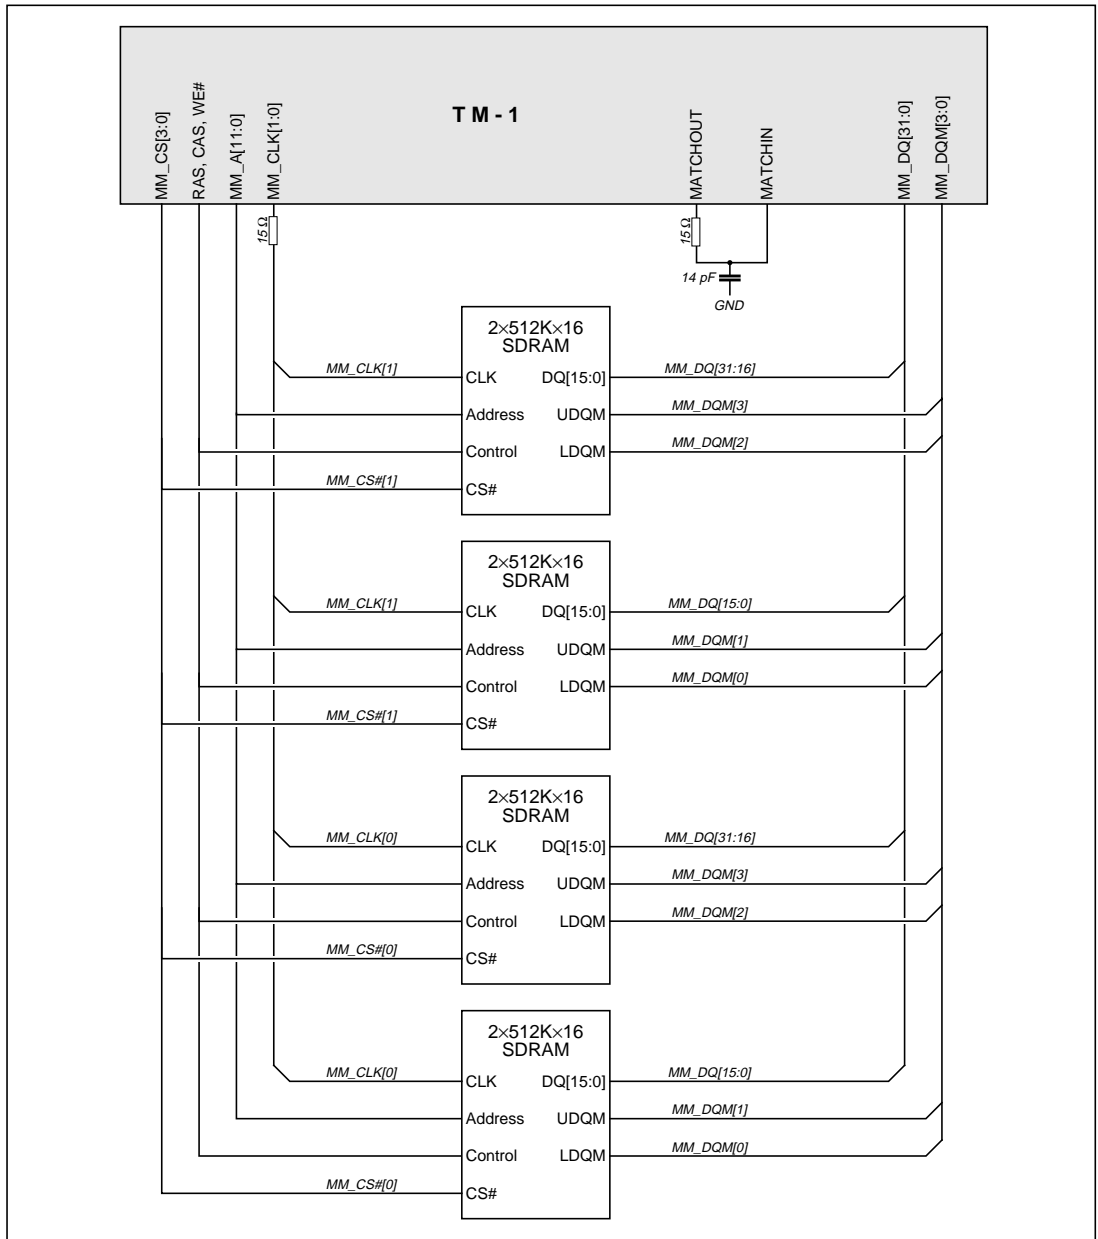 T M - 1
MM_CS[3:0]
RAS, CAS, WE#
MM_A[11:0]
MM_CLK[1:0]
MATCHOUT
MATCHIN
MM_DQ[31:0]
MM_DQM[3:0]
15 Ω
15 Ω
14 pF
GND
2×512K×16
SDRAM
MM_CLK[1]
CLK
DQ[15:0]
MM_DQ[31:16]
Address
UDQM
MM_DQM[3]
Control
LDQM
MM_DQM[2]
MM_CS#[1]
CS#
2×512K×16
SDRAM
MM_CLK[1]
CLK
DQ[15:0]
MM_DQ[15:0]
Address
UDQM
MM_DQM[1]
Control
LDQM
MM_DQM[0]
MM_CS#[1]
CS#
2×512K×16
SDRAM
MM_CLK[0]
CLK
DQ[15:0]
MM_DQ[31:16]
Address
UDQM
MM_DQM[3]
Control
LDQM
MM_DQM[2]
MM_CS#[0]
CS#
2×512K×16
SDRAM
MM_CLK[0]
CLK
DQ[15:0]
MM_DQ[15:0]
Address
UDQM
MM_DQM[1]
Control
LDQM
MM_DQM[0]
MM_CS#[0]
CS#